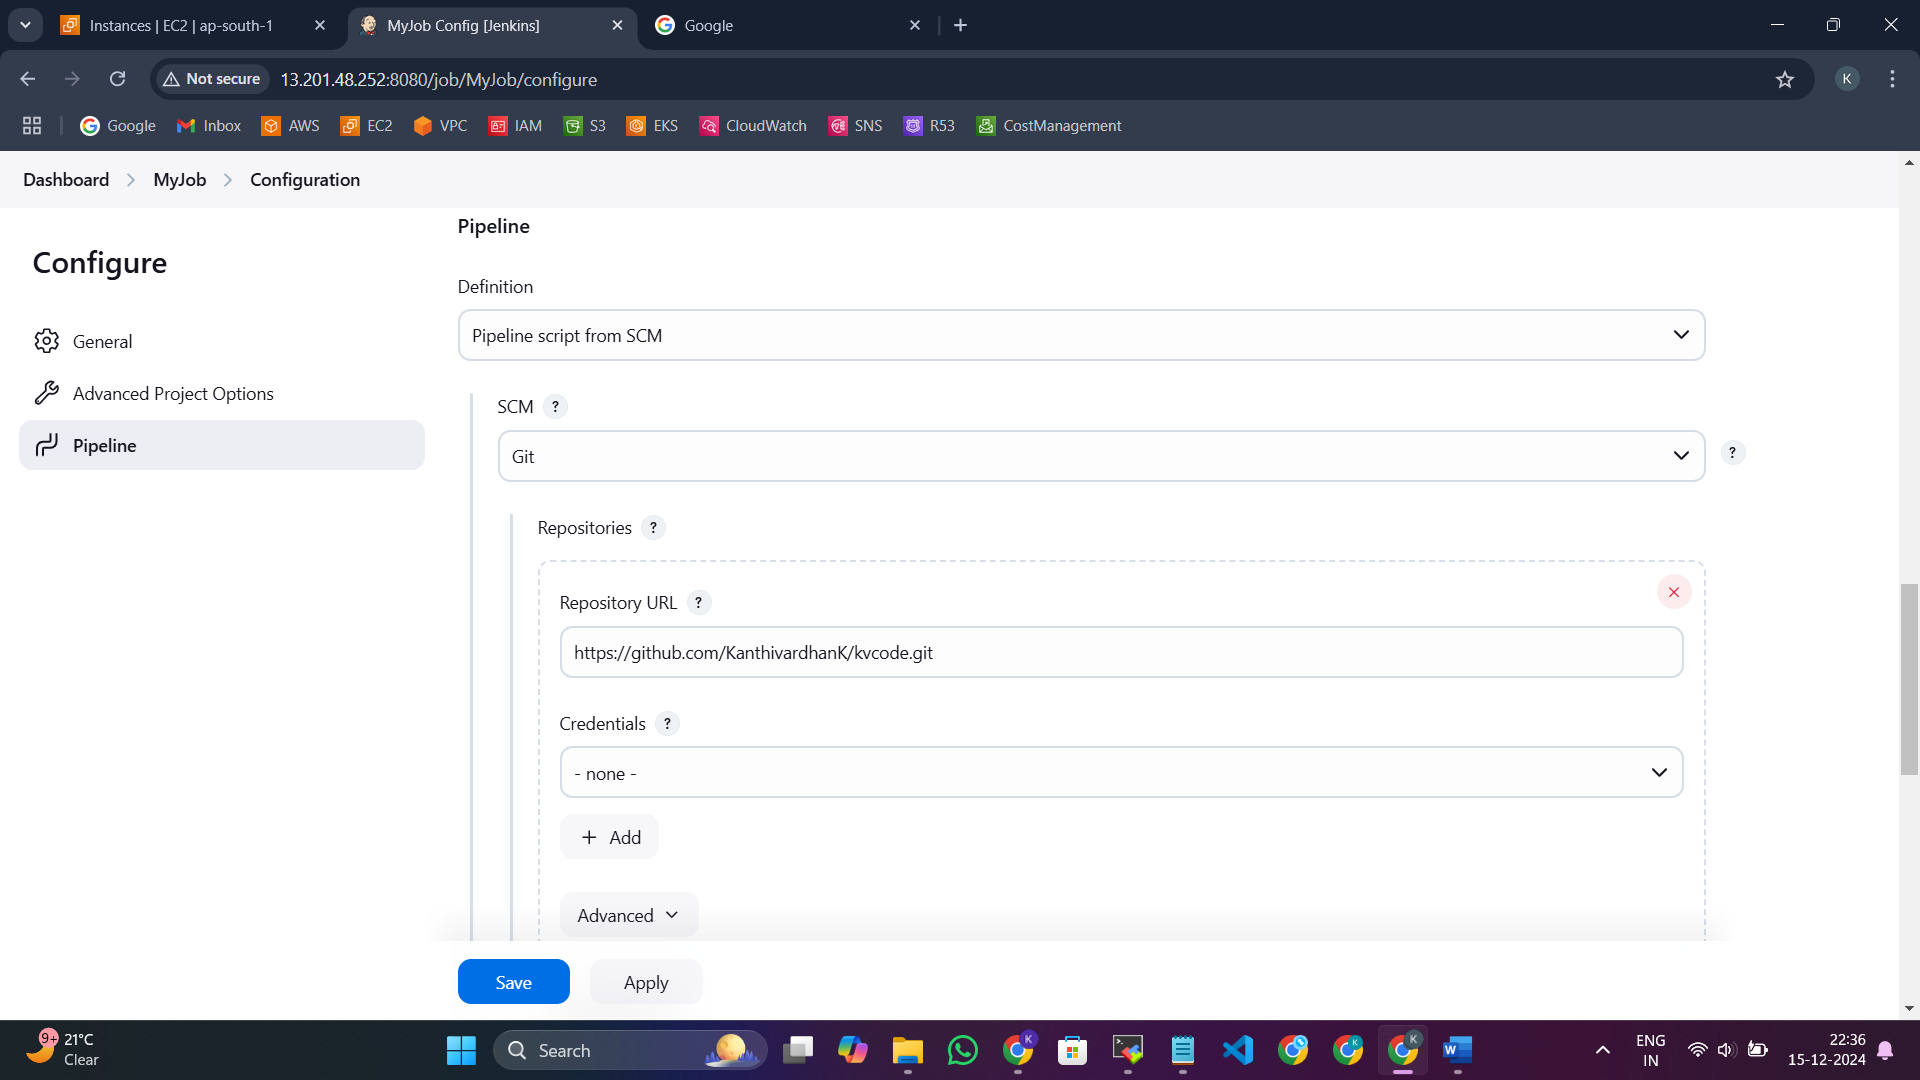 Instances | EC2 | ap-south-1
MyJob Config [Jenkins]
Google
Not secure
13.201.48.252:8080/job/MyJob/configure
K
Google
Inbox
AWS
EC2
VPC
IAM
S3
EKS
CloudWatch
SNS
R53
CostManagement
Dashboard
MyJob
Configuration
Configure
General
Advanced Project Options
Pipeline
Pipeline
Definition
Pipeline script from SCM
SCM ?
Git
?
Repositories ?
Repository URL ?
https://github.com/KanthivardhanK/kvcode.git
Credentials ?
- none -
+ Add
Advanced
Save
Apply
9+
21°C
Clear
Search
K
K
K
W
ENG
IN
22:36
15-12-2024